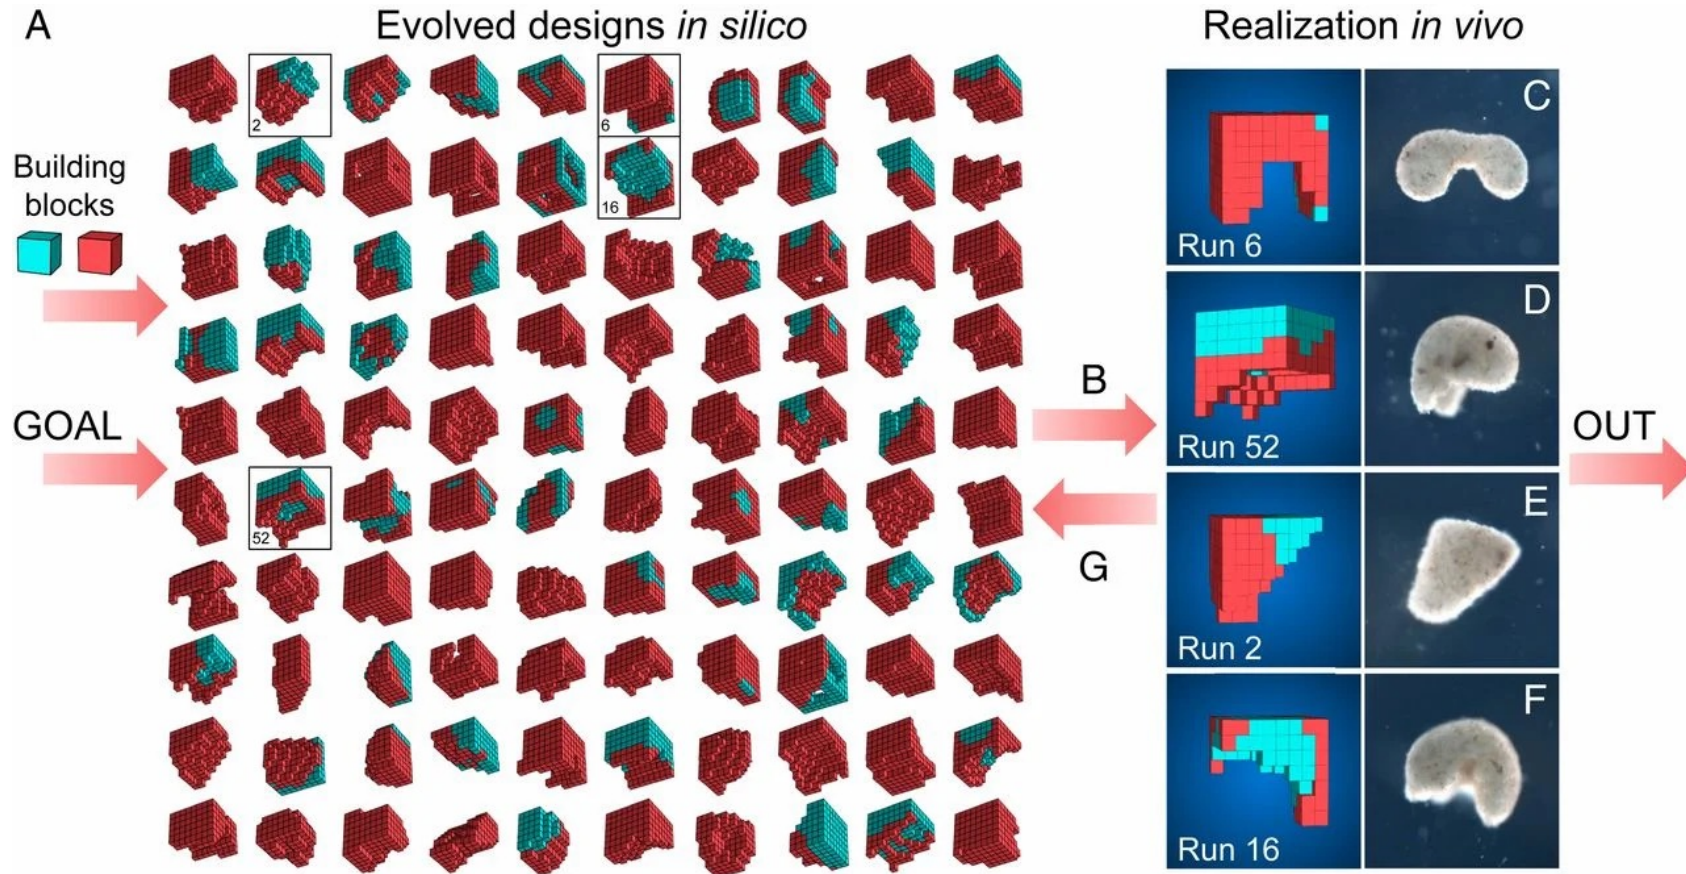 A
Evolved designs in silico
Realization in vivo
Building
blocks
GOAL
2
6
16
52
B
G
Run 6
C
Run 52
D
Run 2
E
Run 16
F
OUT